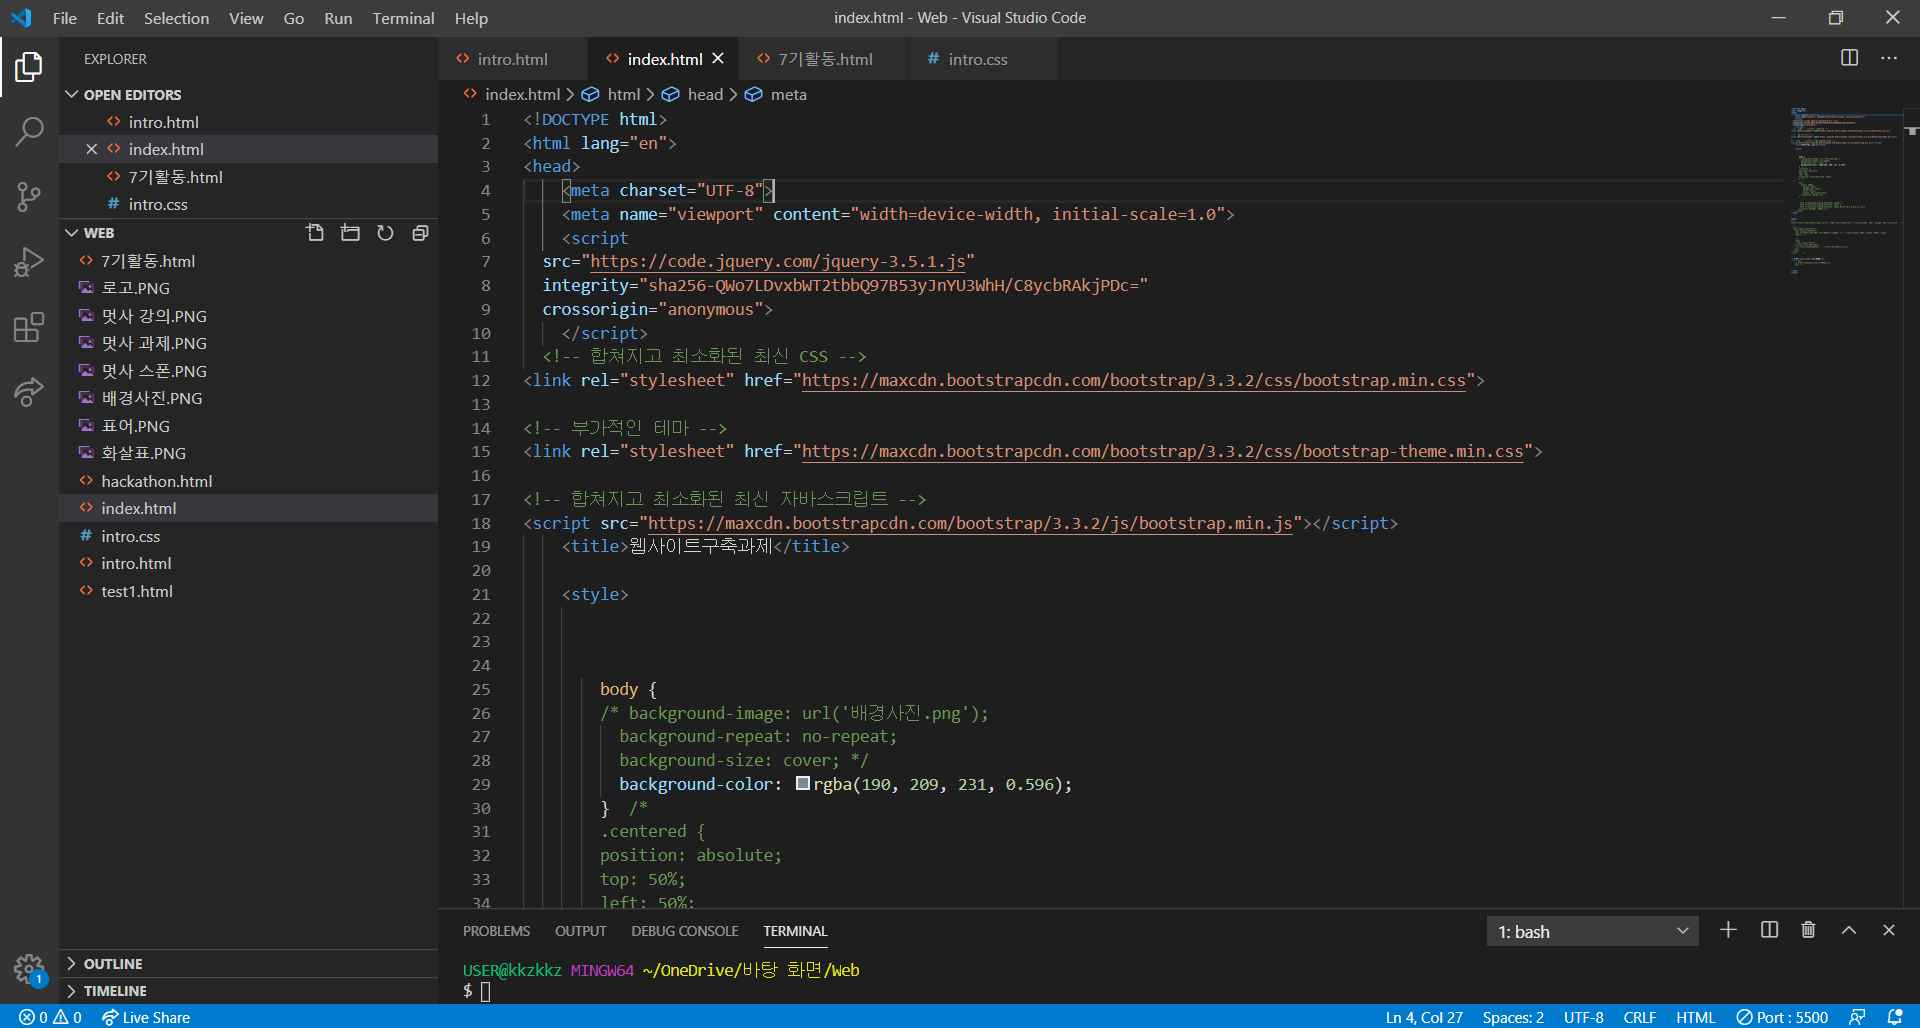 File Edit Selection View Go Run Terminal Help
index.html - Web - Visual Studio Code
EXPLORER
OPEN EDITORS
intro.html
index.html
7기활동.html
intro.css
WEB
7기활동.html
로고.PNG
멋사 강의.PNG
멋사 과제.PNG
멋사 스폰.PNG
배경사진.PNG
표어.PNG
화살표.PNG
hackathon.html
index.html
intro.css
intro.html
test1.html
OUTLINE
TIMELINE
intro.html index.html 7기활동.html intro.css
index.html > html > head > meta
1 <!DOCTYPE html>
2 <html lang="en">
3 <head>
4 <meta charset="UTF-8">
5 <meta name="viewport" content="width=device-width, initial-scale=1.0">
6 <script
7 src="https://code.jquery.com/jquery-3.5.1.js"
8 integrity="sha256-QWo7LDvxbWT2tbbQ97B53yJnYU3WhH/C8ycbRAkjPDc="
9 crossorigin="anonymous">
10 </script>
11 <!-- 합쳐지고 최소화된 최신 CSS -->
12 <link rel="stylesheet" href="https://maxcdn.bootstrapcdn.com/bootstrap/3.3.2/css/bootstrap.min.css">
13
14 <!-- 부가적인 테마 -->
15 <link rel="stylesheet" href="https://maxcdn.bootstrapcdn.com/bootstrap/3.3.2/css/bootstrap-theme.min.css">
16
17 <!-- 합쳐지고 최소화된 최신 자바스크립트 -->
18 <script src="https://maxcdn.bootstrapcdn.com/bootstrap/3.3.2/js/bootstrap.min.js"></script>
19 <title>웹사이트구축과제</title>
20
21 <style>
22
23
24
25 body {
26 /* background-image: url('배경사진.png');
27 background-repeat: no-repeat;
28 background-size: cover; */
29 background-color: rgba(190, 209, 231, 0.596);
30 } /*
31 .centered {
32 position: absolute;
33 top: 50%;
34 left: 50%;
PROBLEMS OUTPUT DEBUG CONSOLE TERMINAL
1: bash
USER@kkzkkz MINGW64 ~/OneDrive/바탕 화면/Web
$
1
0 0 Live Share
Ln 4, Col 27 Spaces: 2 UTF-8 CRLF HTML Port : 5500